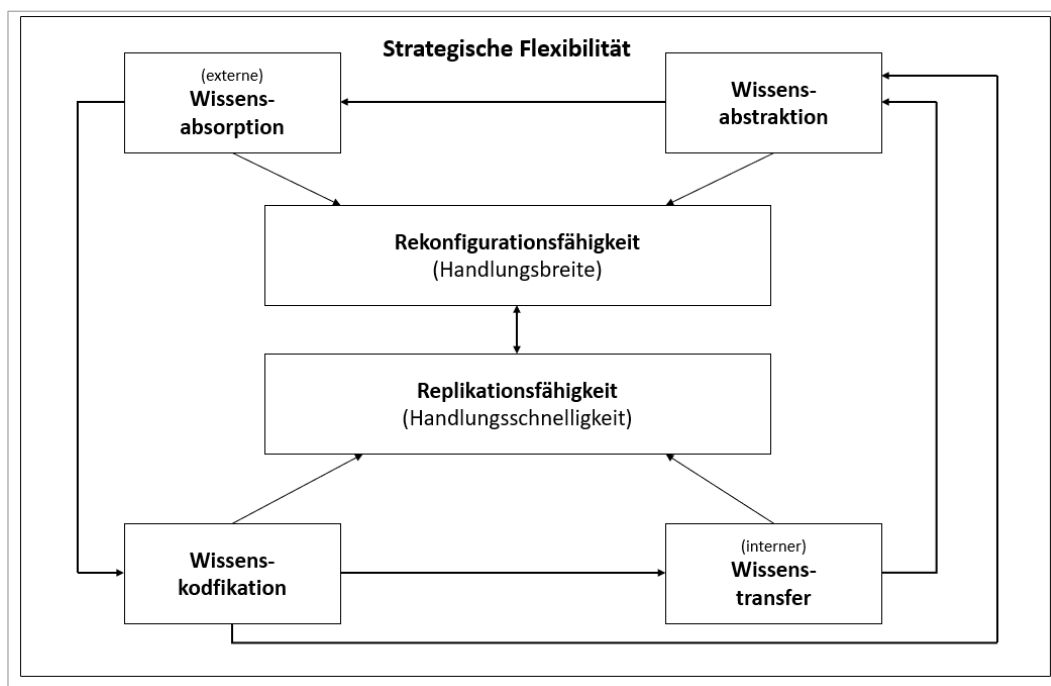 Strategische Flexibilität
(externe)
Wissens-
absorption
Wissens-
abstraktion
Rekonfigurationsfähigkeit
(Handlungsbreite)
Replikationsfähigkeit
(Handlungsschnelligkeit)
Wissens-
kodfikation
(interner)
Wissens-
transfer